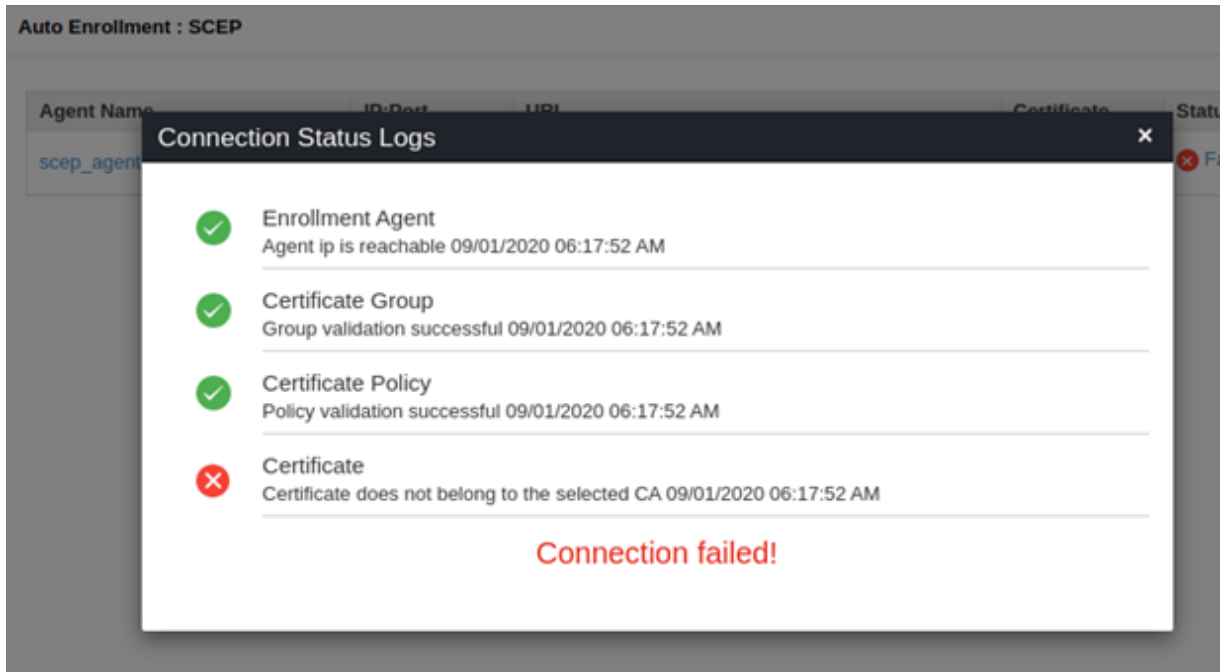 Auto Enrollment : SCEP
Agent Name IP:Port URL Certificate
Connection Status Logs
scep_agent
Enrollment Agent
Agent ip is reachable 09/01/2020 06:17:52 AM
Certificate Group
Group validation successful 09/01/2020 06:17:52 AM
Certificate Policy
Policy validation successful 09/01/2020 06:17:52 AM
Certificate
Certificate does not belong to the selected CA 09/01/2020 06:17:52 AM
Connection failed!